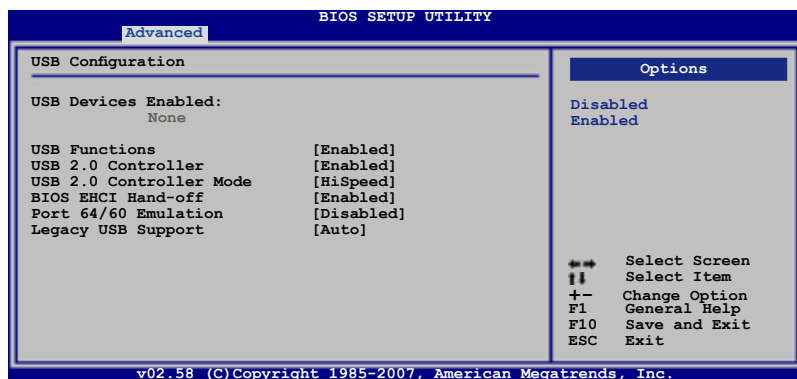 BIOS SETUP UTILITY
Advanced
USB Configuration
USB Devices Enabled:
None
USB Functions [Enabled]
USB 2.0 Controller [Enabled]
USB 2.0 Controller Mode [HiSpeed]
BIOS EHCI Hand-off [Enabled]
Port 64/60 Emulation [Disabled]
Legacy USB Support [Auto]
Options
Disabled
Enabled
Select Screen
Select Item
+- Change Option
F1 General Help
F10 Save and Exit
ESC Exit
v02.58 (C)Copyright 1985-2007, American Megatrends, Inc.